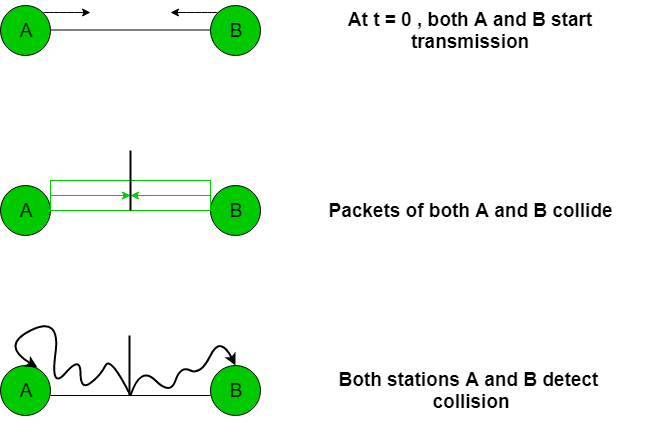 A
B
At t = 0 , both A and B start
transmission
A
B
Packets of both A and B collide
A
B
Both stations A and B detect
collision